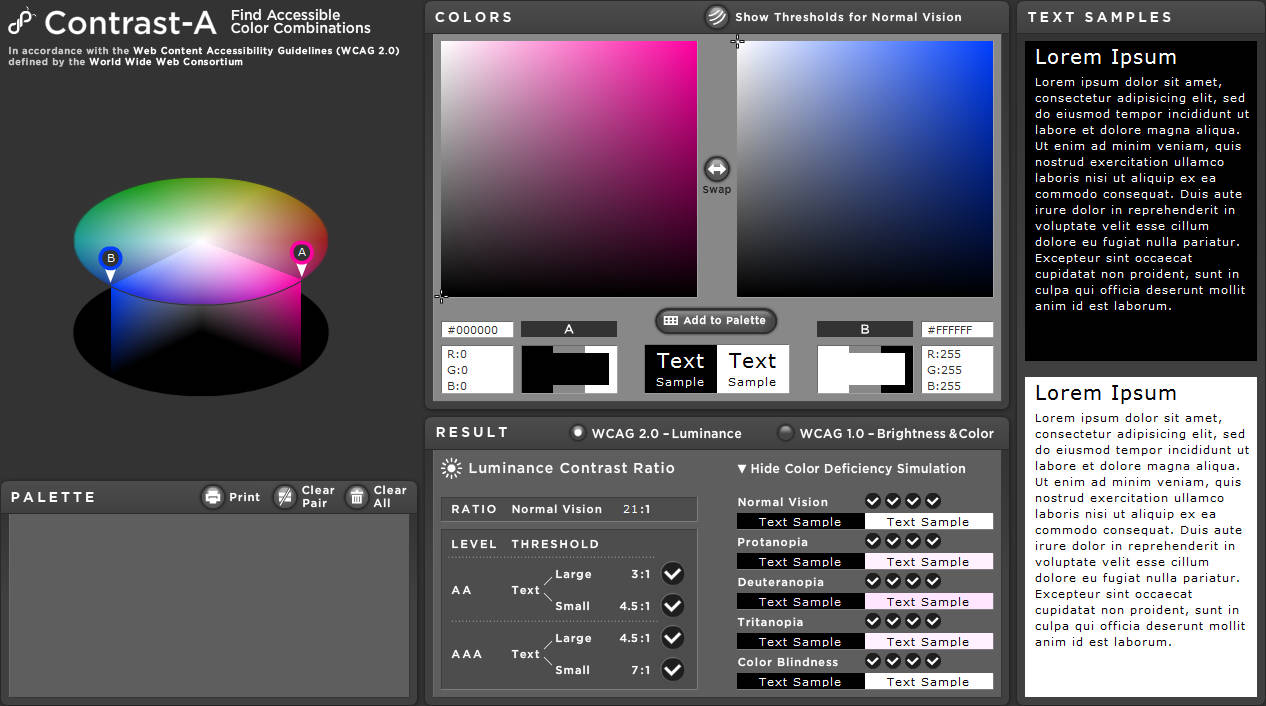 Contrast-A
Find Accessible
Color Combinations
In accordance with the Web Content Accessibility Guidelines (WCAG 2.0)
defined by the World Wide Web Consortium
B
A
PALETTE
Print
Clear
Pair
Clear
All
COLORS
Show Thresholds for Normal Vision
Swap
Add to Palette
#000000
A
R:0
G:0
B:0
Text
Sample
Text
Sample
B
#FFFFFF
R:255
G:255
B:255
RESULT
WCAG 2.0 – Luminance
WCAG 1.0 – Brightness & Color
Luminance Contrast Ratio
RATIO Normal Vision 21:1
LEVEL THRESHOLD
AA Text
Large 3:1
Small 4.5:1
AAA Text
Large 4.5:1
Small 7:1
▼ Hide Color Deficiency Simulation
Normal Vision
Text Sample Text Sample
Protanopia
Text Sample Text Sample
Deuteranopia
Text Sample Text Sample
Tritanopia
Text Sample Text Sample
Color Blindness
Text Sample Text Sample
TEXT SAMPLES
Lorem Ipsum
Lorem ipsum dolor sit amet,
consectetur adipisicing elit, sed
do eiusmod tempor incididunt ut
labore et dolore magna aliqua.
Ut enim ad minim veniam, quis
nostrud exercitation ullamco
laboris nisi ut aliquip ex ea
commodo consequat. Duis aute
irure dolor in reprehenderit in
voluptate velit esse cillum
dolore eu fugiat nulla pariatur.
Excepteur sint occaecat
cupidatat non proident, sunt in
culpa qui officia deserunt mollit
anim id est laborum.
Lorem Ipsum
Lorem ipsum dolor sit amet,
consectetur adipisicing elit, sed
do eiusmod tempor incididunt ut
labore et dolore magna aliqua.
Ut enim ad minim veniam, quis
nostrud exercitation ullamco
laboris nisi ut aliquip ex ea
commodo consequat. Duis aute
irure dolor in reprehenderit in
voluptate velit esse cillum
dolore eu fugiat nulla pariatur.
Excepteur sint occaecat
cupidatat non proident, sunt in
culpa qui officia deserunt mollit
anim id est laborum.